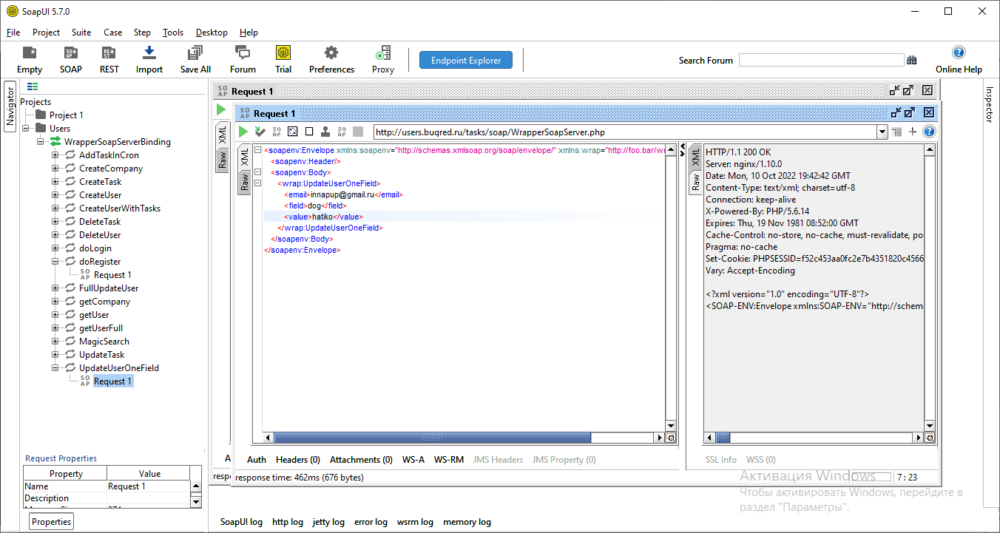 SoapUI 5.7.0
File Project Suite Case Step Tools Desktop Help
Empty SOAP REST Import Save All Forum Trial Preferences Proxy
Endpoint Explorer
Search Forum
Online Help
Navigator
Projects
Project 1
Users
WrapperSoapServerBinding
AddTaskInCron
CreateCompany
CreateTask
CreateUser
CreateUserWithTasks
DeleteTask
DeleteUser
doLogin
doRegister
Request 1
FullUpdateUser
getCompany
getUser
getUserFull
MagicSearch
UpdateTask
UpdateUserOneField
Request 1
Request Properties
Property Value
Name Request 1
Description
Properties
Request 1
XML
Raw
Request 1
http://users.bugred.ru/tasks/soap/WrapperSoapServer.php
XML
Raw
<soapenv:Envelope xmlns:soapenv="http://schemas.xmlsoap.org/soap/envelope/" xmlns:wrap="http://foo.bar/wr
<soapenv:Header/>
<soapenv:Body>
<wrap:UpdateUserOneField>
<email>innapup@gmail.ru</email>
<field>dog</field>
<value>hatiko</value>
</wrap:UpdateUserOneField>
</soapenv:Body>
</soapenv:Envelope>
XML
Raw
HTTP/1.1 200 OK
Server: nginx/1.10.0
Date: Mon, 10 Oct 2022 19:42:42 GMT
Content-Type: text/xml; charset=utf-8
Connection: keep-alive
X-Powered-By: PHP/5.6.14
Expires: Thu, 19 Nov 1981 08:52:00 GMT
Cache-Control: no-store, no-cache, must-revalidate, pos
Pragma: no-cache
Set-Cookie: PHPSESSID=f52c453aa0fc2e7b4351820c4566
Vary: Accept-Encoding
<?xml version="1.0" encoding="UTF-8"?>
<SOAP-ENV:Envelope xmlns:SOAP-ENV="http://schema
A
Auth Headers (0) Attachments (0) WS-A WS-RM JMS Headers JMS Property (0)
SSL Info WSS (0)
respo
response time: 462ms (676 bytes)
7 : 23
Inspector
Активация Windows
Чтобы активировать Windows, перейдите в
раздел "Параметры".
SoapUI log http log jetty log error log wsrm log memory log